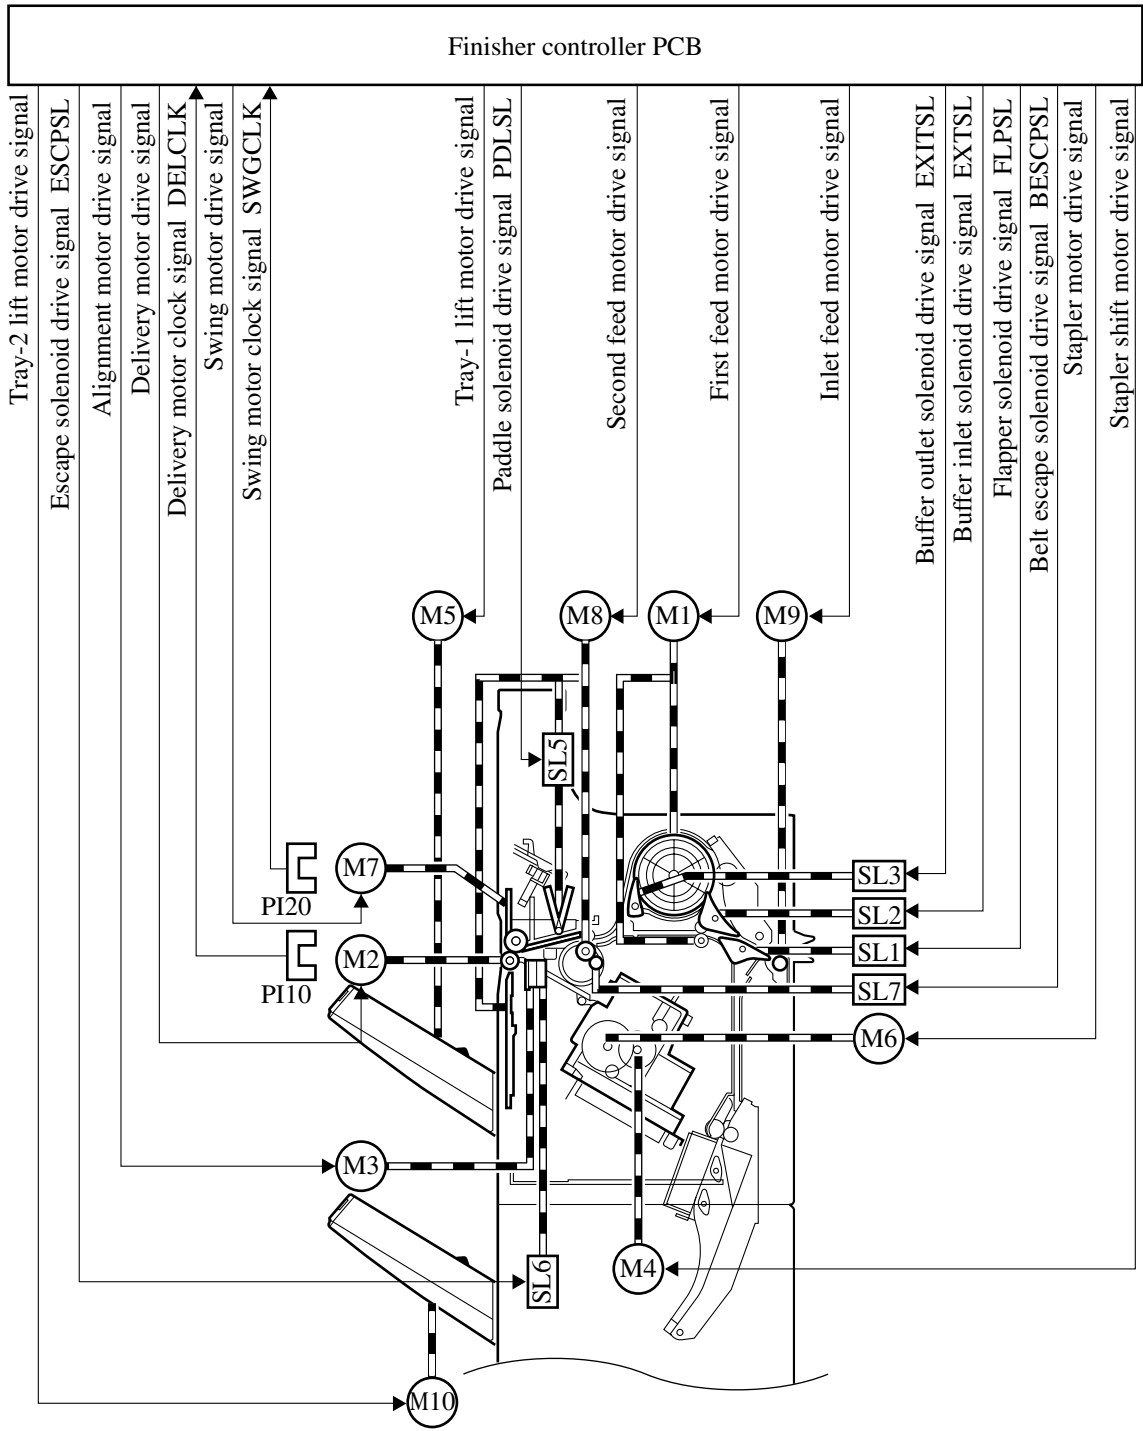 Finisher controller PCB
Tray-2 lift motor drive signal
Escape solenoid drive signal ESCPSL
Alignment motor drive signal
Delivery motor drive signal
Delivery motor clock signal DELCLK
Swing motor drive signal
Swing motor clock signal SWGCLK
Tray-1 lift motor drive signal
Paddle solenoid drive signal PDLSL
Second feed motor drive signal
First feed motor drive signal
Inlet feed motor drive signal
Buffer outlet solenoid drive signal EXITSL
Buffer inlet solenoid drive signal EXTSL
Flapper solenoid drive signal FLPSL
Belt escape solenoid drive signal BESCPSL
Stapler motor drive signal
Stapler shift motor drive signal
M5
M8
M1
M9
SL5
M7
PI20
SL3
SL2
M2
PI10
SL1
SL7
M6
M3
M4
SL6
M10